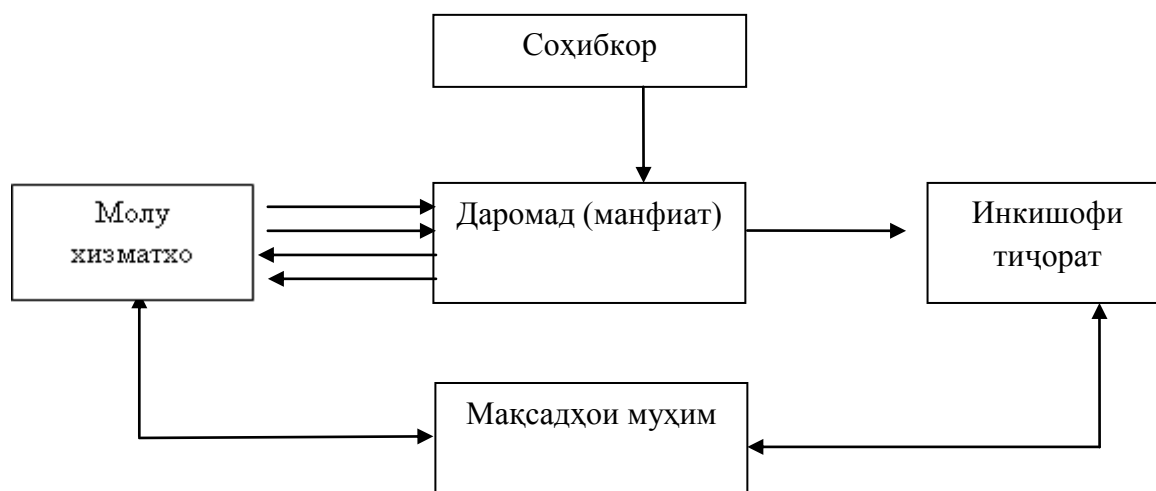 Соҳибкор
Молу
хизматхо
Даромад (манфиат)
Инкишофи
тиҷорат
Мақсадҳои муҳим